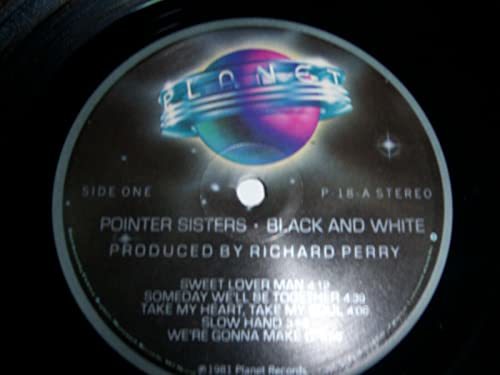 PLANET
SIDE ONE
P-18-A STEREO
POINTER SISTERS · BLACK AND WHITE
PRODUCED BY RICHARD PERRY
SWEET LOVER MAN 4:12
SOMEDAY WE'LL BE TOGETHER 4:39
TAKE MY HEART, TAKE MY SOUL 4:06
SLOW HAND
WE'RE GONNA MAKE
℗1981 Planet Records